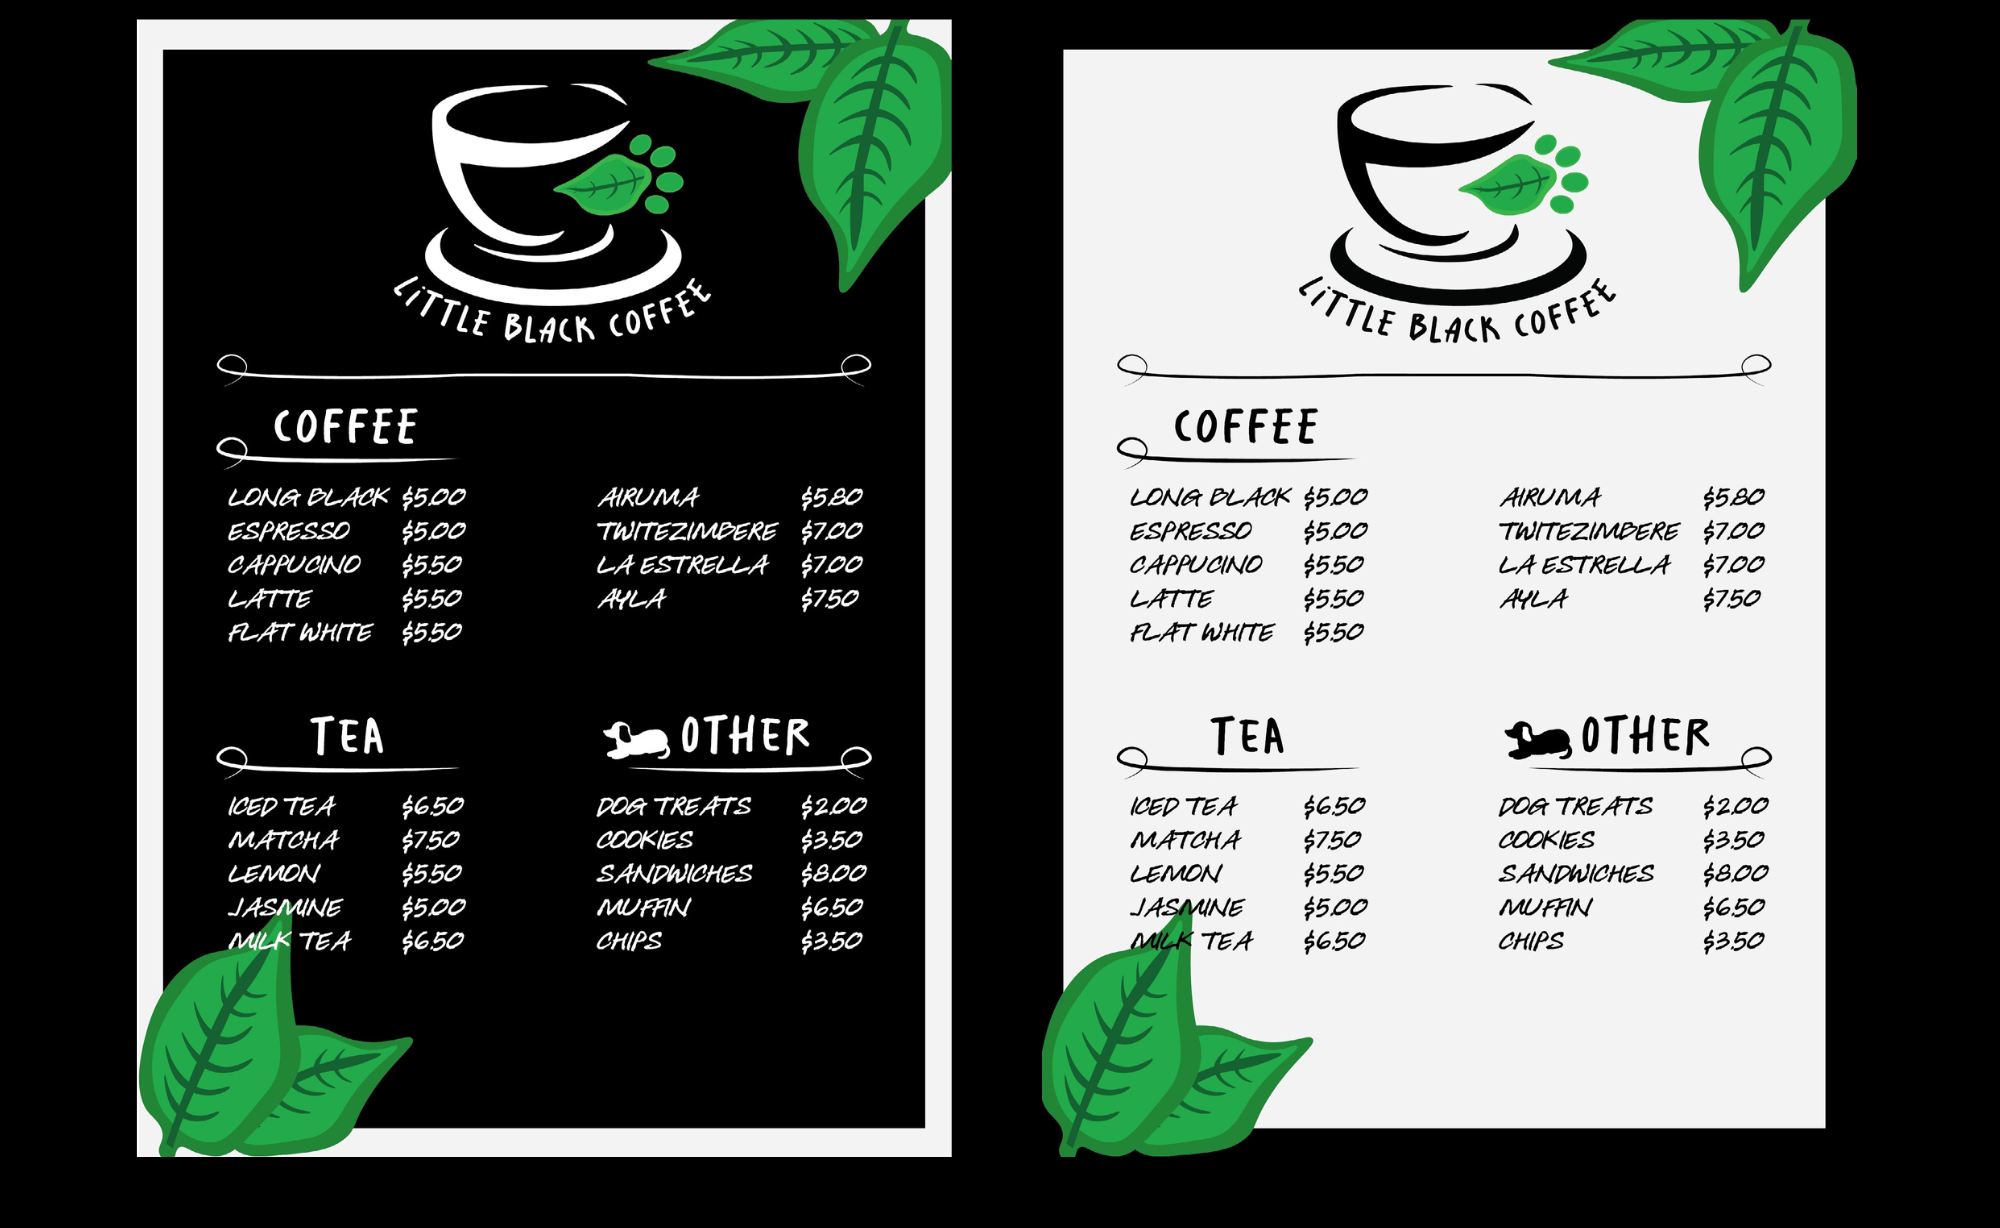 LiTTLE BLACK COFFEE
COFFEE
LONG BLACK $5.00
ESPRESSO $5.00
CAPPUCINO $5.50
LATTE $5.50
FLAT WHITE $5.50
AIRUMA $5.80
TWITEZIMBERE $7.00
LA ESTRELLA $7.00
AYLA $7.50
TEA
ICED TEA $6.50
MATCHA $7.50
LEMON $5.50
JASMINE $5.00
MILK TEA $6.50
OTHER
DOG TREATS $2.00
COOKIES $3.50
SANDWICHES $8.00
MUFFIN $6.50
CHIPS $3.50
LiTTLE BLACK COFFEE
COFFEE
LONG BLACK $5.00
ESPRESSO $5.00
CAPPUCINO $5.50
LATTE $5.50
FLAT WHITE $5.50
AIRUMA $5.80
TWITEZIMBERE $7.00
LA ESTRELLA $7.00
AYLA $7.50
TEA
ICED TEA $6.50
MATCHA $7.50
LEMON $5.50
JASMINE $5.00
MILK TEA $6.50
OTHER
DOG TREATS $2.00
COOKIES $3.50
SANDWICHES $8.00
MUFFIN $6.50
CHIPS $3.50